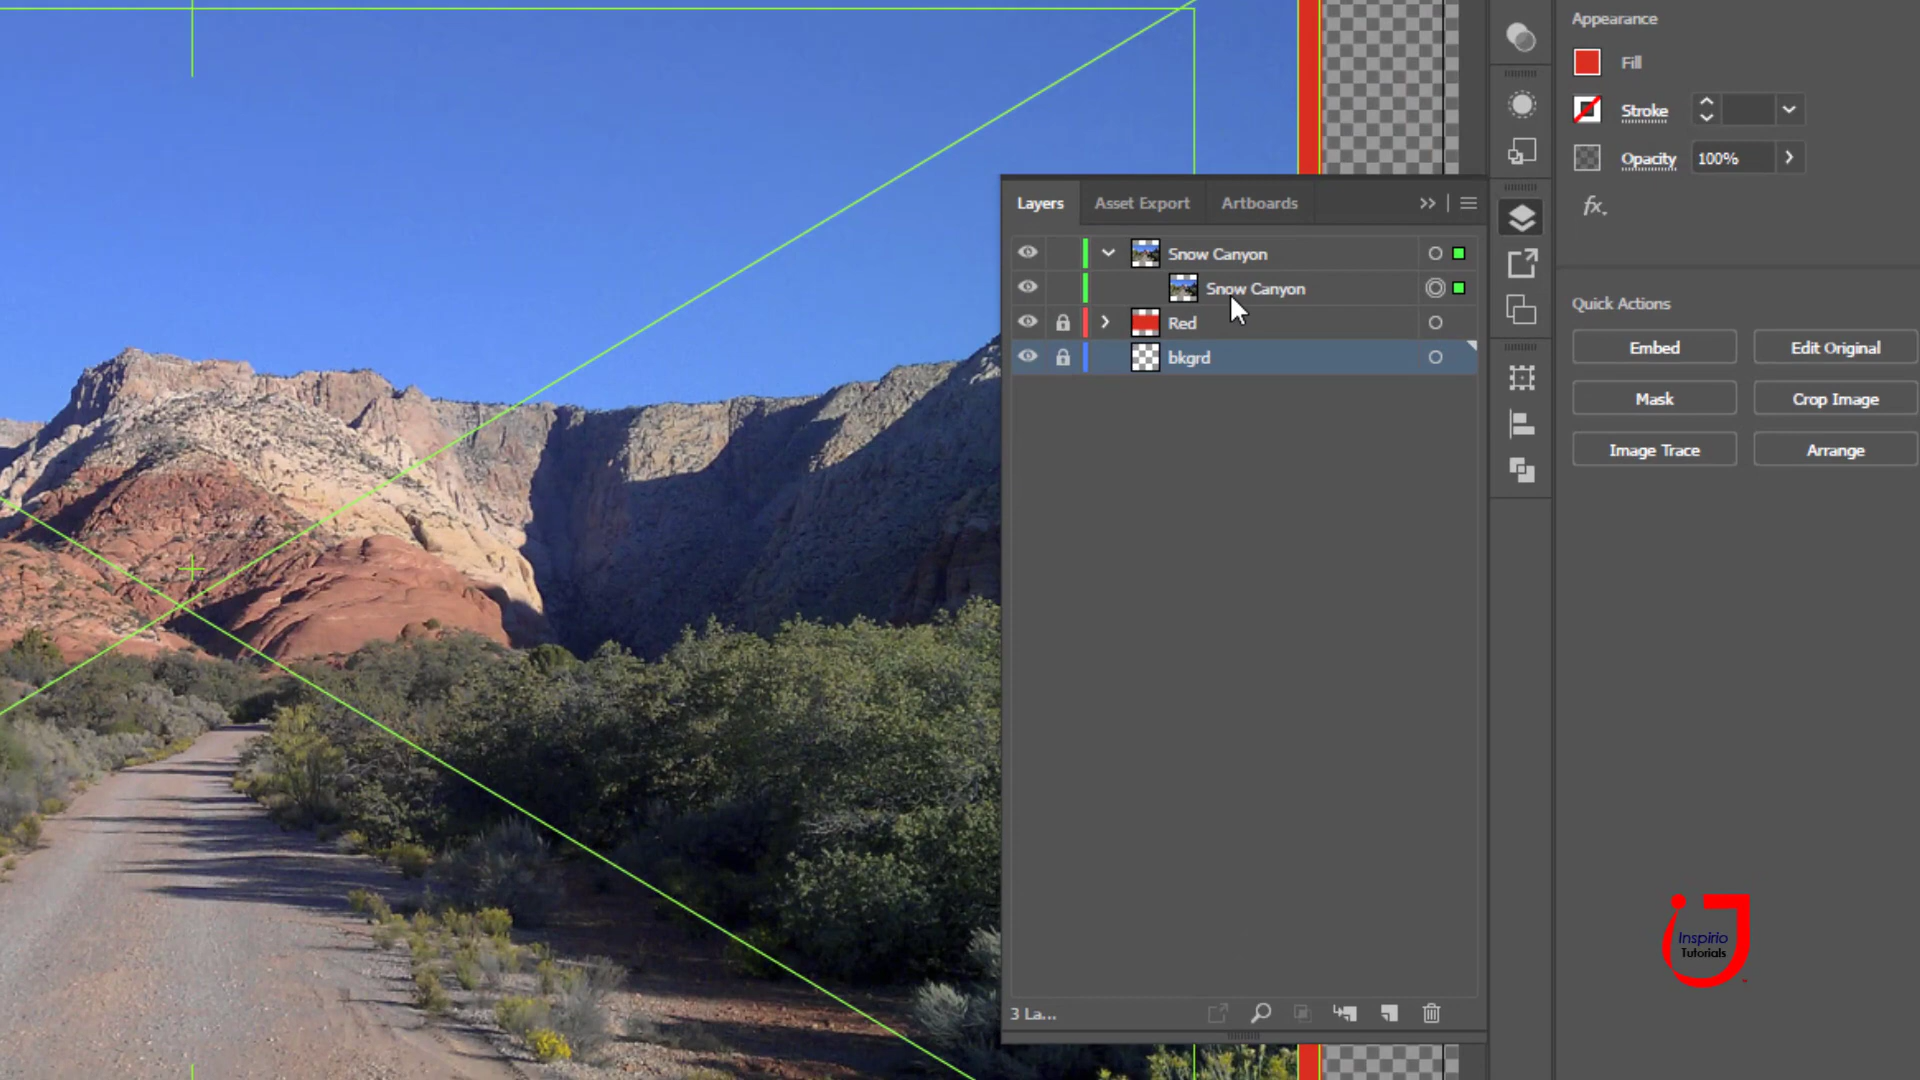 Appearance
Fill
Stroke
Opacity 100%
fx.
Layers Asset Export Artboards
Snow Canyon
Snow Canyon
Red
bkgrd
3 La...
Quick Actions
Embed Edit Original
Mask Crop Image
Image Trace Arrange
Inspirio
Tutorials